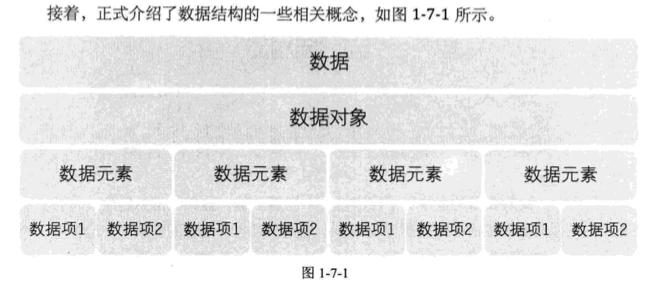 接着，正式介绍了数据结构的一些相关概念，如图 1-7-1 所示。
数据
数据对象
数据元素 数据元素 数据元素 数据元素
数据项1 数据项2 数据项1 数据项2 数据项1 数据项2 数据项1 数据项2
图 1-7-1